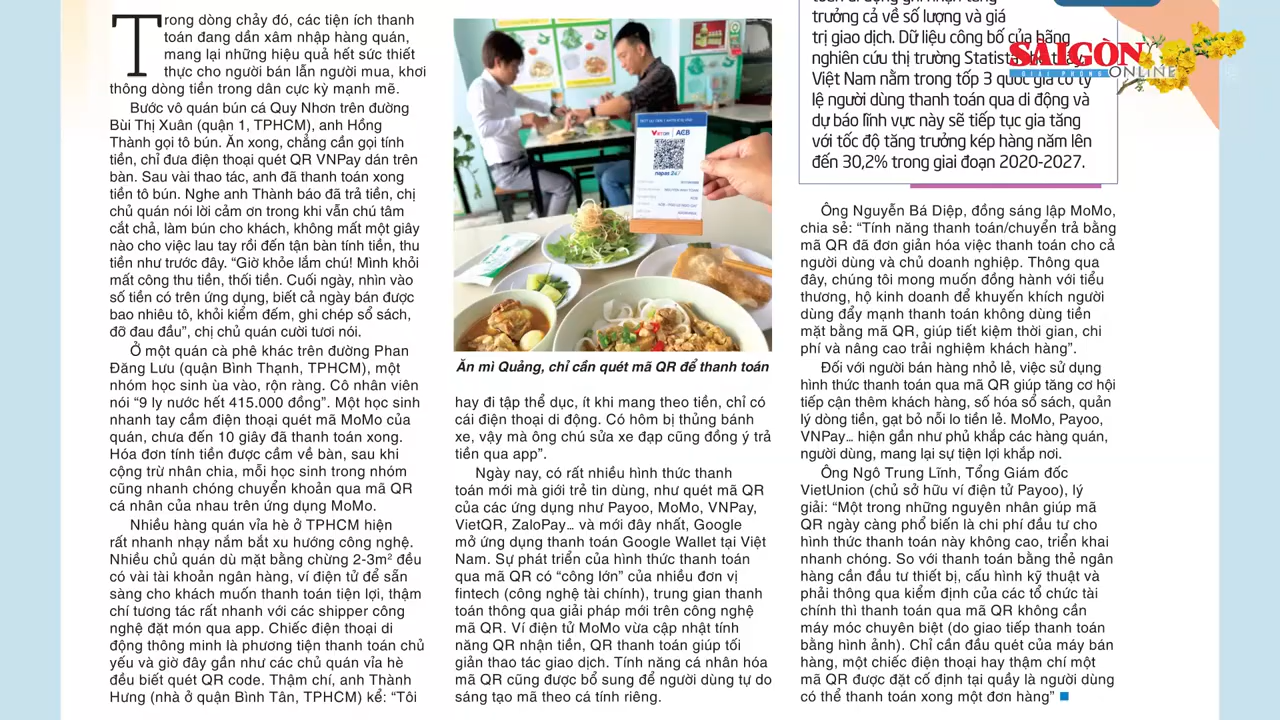 Trong dòng chảy đó, các tiện ích thanh
toán đang dần xâm nhập hàng quán,
mang lại những hiệu quả hết sức thiết
thực cho người bán lẫn người mua, khơi
thông dòng tiền trong dân cực kỳ mạnh mẽ.
Bước vô quán bún cá Quy Nhơn trên đường
Bùi Thị Xuân (quận 1, TPHCM), anh Hồng
Thành gọi tô bún. Ăn xong, chẳng cần gọi tính
tiền, chỉ đưa điện thoại quét QR VNPay dán trên
bàn. Sau vài thao tác, anh đã thanh toán xong
tiền tô bún. Nghe anh Thành báo đã trả tiền, chị
chủ quán nói lời cảm ơn trong khi vẫn chú tâm
cắt chả, làm bún cho khách, không mất một giây
nào cho việc lau tay rồi đến tận bàn tính tiền, thu
tiền như trước đây. “Giờ khỏe lắm chú! Mình khỏi
mất công thu tiền, thối tiền. Cuối ngày, nhìn vào
số tiền có trên ứng dụng, biết cả ngày bán được
bao nhiêu tô, khỏi kiểm đếm, ghi chép sổ sách,
đỡ đau đầu”, chị chủ quán cười tươi nói.
Ở một quán cà phê khác trên đường Phan
Đăng Lưu (quận Bình Thạnh, TPHCM), một
nhóm học sinh ùa vào, rộn ràng. Cô nhân viên
nói “9 ly nước hết 415.000 đồng”. Một học sinh
nhanh tay cầm điện thoại quét mã MoMo của
quán, chưa đến 10 giây đã thanh toán xong.
Hóa đơn tính tiền được cầm về bàn, sau khi
cộng trừ nhân chia, mỗi học sinh trong nhóm
cũng nhanh chóng chuyển khoản qua mã QR
cá nhân của nhau trên ứng dụng MoMo.
Nhiều hàng quán vỉa hè ở TPHCM hiện
rất nhanh nhạy nắm bắt xu hướng công nghệ.
Nhiều chủ quán dù mặt bằng chừng 2-3m² đều
có vài tài khoản ngân hàng, ví điện tử để sẵn
sàng cho khách muốn thanh toán tiện lợi, thậm
chí tương tác rất nhanh với các shipper công
nghệ đặt món qua app. Chiếc điện thoại di
động thông minh là phương tiện thanh toán chủ
yếu và giờ đây gần như các chủ quán vỉa hè
đều biết quét QR code. Thậm chí, anh Thành
Hưng (nhà ở quận Bình Tân, TPHCM) kể: “Tôi
VIETQR ACB
napas 247
Ăn mì Quảng, chỉ cần quét mã QR để thanh toán
hay đi tập thể dục, ít khi mang theo tiền, chỉ có
cái điện thoại di động. Có hôm bị thủng bánh
xe, vậy mà ông chú sửa xe đạp cũng đồng ý trả
tiền qua app”.
Ngày nay, có rất nhiều hình thức thanh
toán mới mà giới trẻ tin dùng, như quét mã QR
của các ứng dụng như Payoo, MoMo, VNPay,
VietQR, ZaloPay… và mới đây nhất, Google
mở ứng dụng thanh toán Google Wallet tại Việt
Nam. Sự phát triển của hình thức thanh toán
qua mã QR có “công lớn” của nhiều đơn vị
fintech (công nghệ tài chính), trung gian thanh
toán thông qua giải pháp mới trên công nghệ
mã QR. Ví điện tử MoMo vừa cập nhật tính
năng QR nhận tiền, QR thanh toán giúp tối
giản thao tác giao dịch. Tính năng cá nhân hóa
mã QR cũng được bổ sung để người dùng tự do
sáng tạo mã theo cá tính riêng.
trưởng cả về số lượng và giá
trị giao dịch. Dữ liệu công bố của hãng
nghiên cứu thị trường Statista
Việt Nam nằm trong tốp 3 quốc gia có tỷ
lệ người dùng thanh toán qua di động và
dự báo lĩnh vực này sẽ tiếp tục gia tăng
với tốc độ tăng trưởng kép hàng năm lên
đến 30,2% trong giai đoạn 2020-2027.
SÀIGÒN
GIẢI PHÓNG ONLINE
Ông Nguyễn Bá Diệp, đồng sáng lập MoMo,
chia sẻ: “Tính năng thanh toán/chuyển trả bằng
mã QR đã đơn giản hóa việc thanh toán cho cả
người dùng và chủ doanh nghiệp. Thông qua
đây, chúng tôi mong muốn đồng hành với tiểu
thương, hộ kinh doanh để khuyến khích người
dùng đẩy mạnh thanh toán không dùng tiền
mặt bằng mã QR, giúp tiết kiệm thời gian, chi
phí và nâng cao trải nghiệm khách hàng”.
Đối với người bán hàng nhỏ lẻ, việc sử dụng
hình thức thanh toán qua mã QR giúp tăng cơ hội
tiếp cận thêm khách hàng, số hóa sổ sách, quản
lý dòng tiền, gạt bỏ nỗi lo tiền lẻ. MoMo, Payoo,
VNPay… hiện gần như phủ khắp các hàng quán,
người dùng, mang lại sự tiện lợi khắp nơi.
Ông Ngô Trung Lĩnh, Tổng Giám đốc
VietUnion (chủ sở hữu ví điện tử Payoo), lý
giải: “Một trong những nguyên nhân giúp mã
QR ngày càng phổ biến là chi phí đầu tư cho
hình thức thanh toán này không cao, triển khai
nhanh chóng. So với thanh toán bằng thẻ ngân
hàng cần đầu tư thiết bị, cấu hình kỹ thuật và
phải thông qua kiểm định của các tổ chức tài
chính thì thanh toán qua mã QR không cần
máy móc chuyên biệt (do giao tiếp thanh toán
bằng hình ảnh). Chỉ cần đầu quét của máy bán
hàng, một chiếc điện thoại hay thậm chí một
mã QR được đặt cố định tại quầy là người dùng
có thể thanh toán xong một đơn hàng”